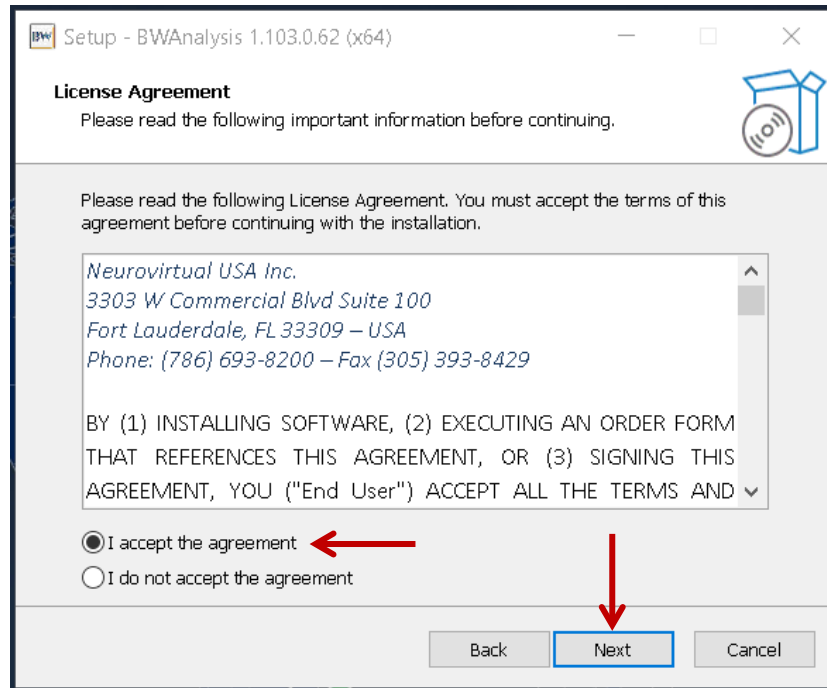 BW Setup - BWAnalysis 1.103.0.62 (x64)
License Agreement
Please read the following important information before continuing.
Please read the following License Agreement. You must accept the terms of this
agreement before continuing with the installation.
Neurovirtual USA Inc.
3303 W Commercial Blvd Suite 100
Fort Lauderdale, FL 33309 – USA
Phone: (786) 693-8200 – Fax (305) 393-8429
BY (1) INSTALLING SOFTWARE, (2) EXECUTING AN ORDER FORM
THAT REFERENCES THIS AGREEMENT, OR (3) SIGNING THIS
AGREEMENT, YOU ("End User") ACCEPT ALL THE TERMS AND
I accept the agreement
I do not accept the agreement
Back Next Cancel